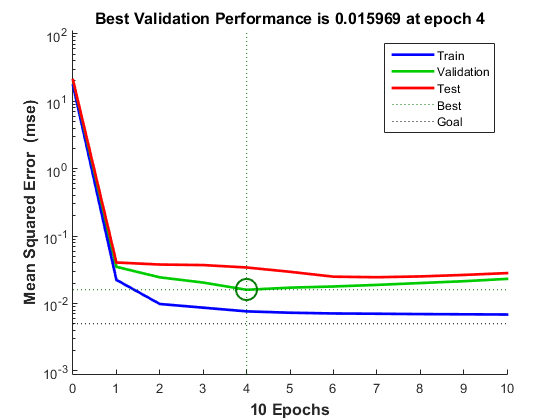 Best Validation Performance is 0.015969 at epoch 4
Mean Squared Error (mse)
10^2
10^1
10^0
10^-1
10^-2
10^-3
Train
Validation
Test
Best
Goal
0 1 2 3 4 5 6 7 8 9 10
10 Epochs